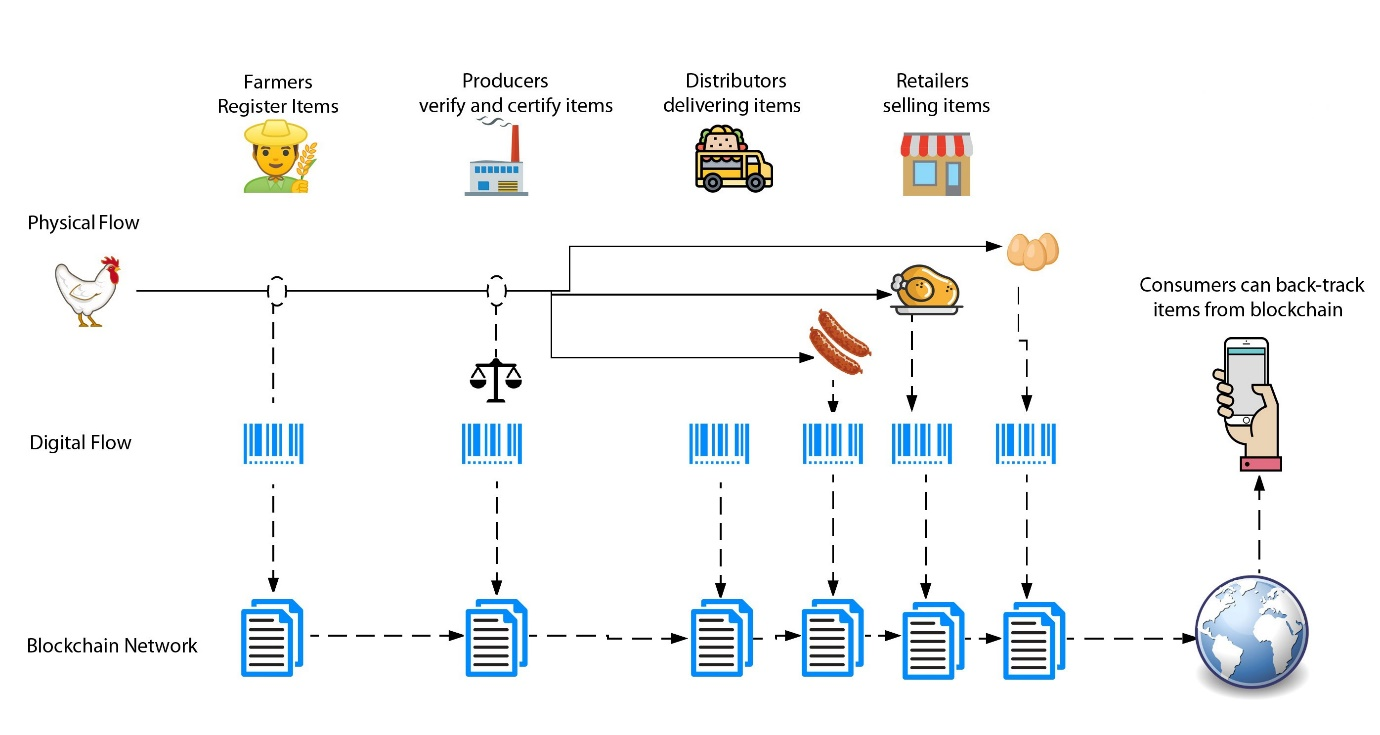 Farmers
Register Items
Producers
verify and certify items
Distributors
delivering items
Retailers
selling items
Physical Flow
Consumers can back-track
items from blockchain
Digital Flow
Blockchain Network